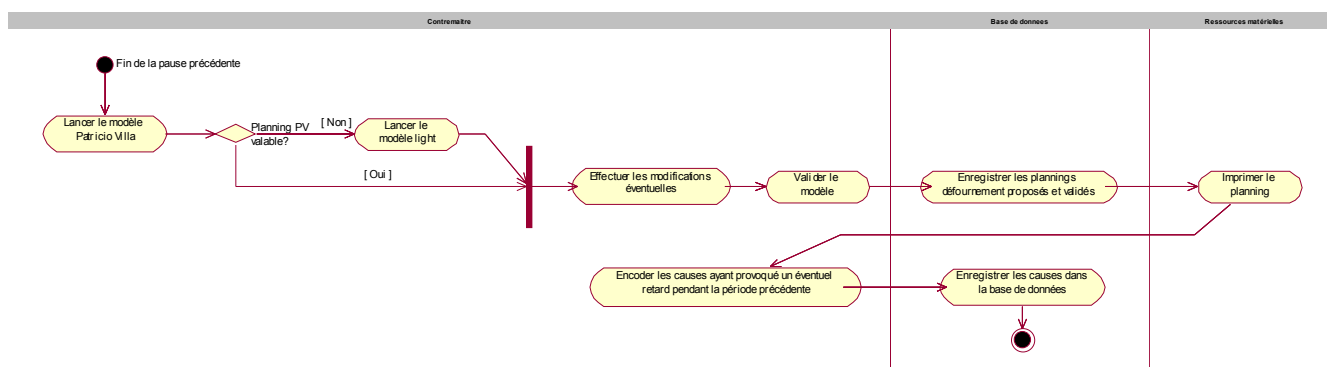 Contremaître
Base de donnees
Ressources matérielles
Fin de la pause précédente
Lancer le modèle
Patricio Villa
Planning PV
valable?
[ Non ]
Lancer le
modèle light
[ Oui ]
Effectuer les modifications
éventuelles
Valider le
modèle
Enregistrer les plannings
défournement proposés et validés
Imprimer le
planning
Encoder les causes ayant provoqué un éventuel
retard pendant la période précédente
Enregistrer les causes dans
la base de données